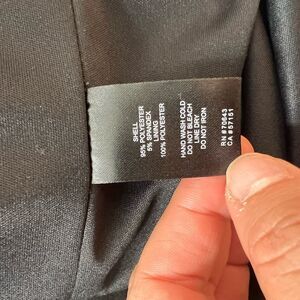 SHELL
95% POLYESTER
5% SPANDEX
LINING
100% POLYESTER
HAND WASH COLD
DO NOT BLEACH
LINE DRY
DO NOT IRON
RN #70643
CA #57151